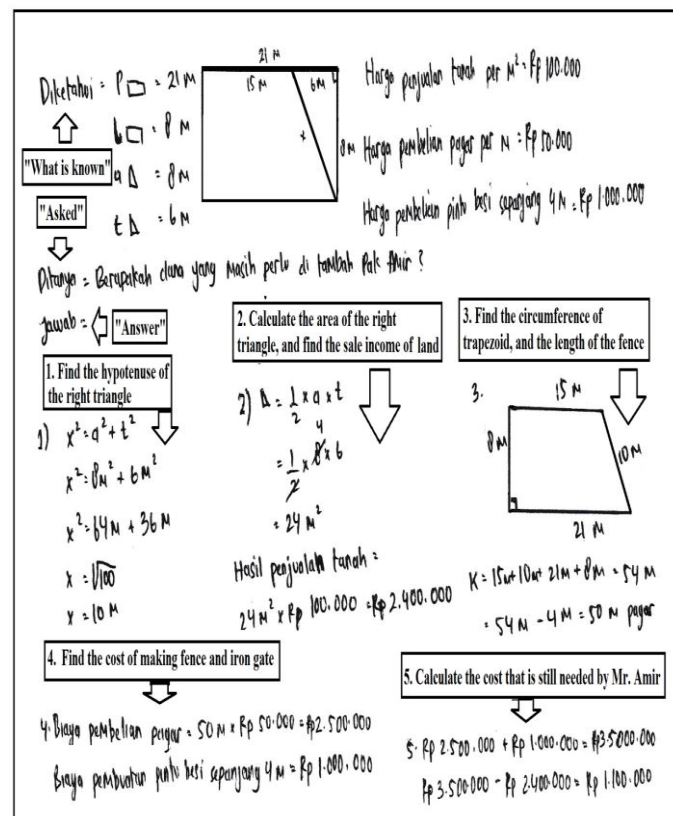 Diketahui = P▭ = 21 M
l▭ = 8 M
a Δ = 8 M
t Δ = 6 M
"What is known"
"Asked"
21 M
15 M
6 M
x
8 M
Harga penjualan tanah per M² = Rp 100.000
Harga pembelian pagar per M = Rp 50.000
Harga pembelian pintu besi sepanjang 4 M = Rp 1.000.000
Ditanya = Berapakah dana yang masih perlu di tambah Pak Amir ?
Jawab =
"Answer"
1. Find the hypotenuse of
the right triangle
1) x² = a² + t²
x² = 8M² + 6M²
x² = 64M + 36M
x = √100
x = 10 M
2. Calculate the area of the right
triangle, and find the sale income of land
2) Δ = 1/2 x a x t
= 1/2 x 8 x 6
4
= 24 M²
Hasil penjualan tanah =
24 M² x Rp 100.000 = Rp 2.400.000
3. Find the circumference of
trapezoid, and the length of the fence
3.
15 M
8 M
10 M
21 M
K = 15M + 10M + 21M + 8M = 54 M
= 54 M - 4 M = 50 M pagar
4. Find the cost of making fence and iron gate
4. Biaya pembelian pagar = 50 M x Rp 50.000 = Rp 2.500.000
Biaya pembuatan pintu besi sepanjang 4 M = Rp 1.000.000
5. Calculate the cost that is still needed by Mr. Amir
5. Rp 2.500.000 + Rp 1.000.000 = Rp 3.5000.000
Rp 3.500.000 - Rp 2.400.000 = Rp 1.100.000